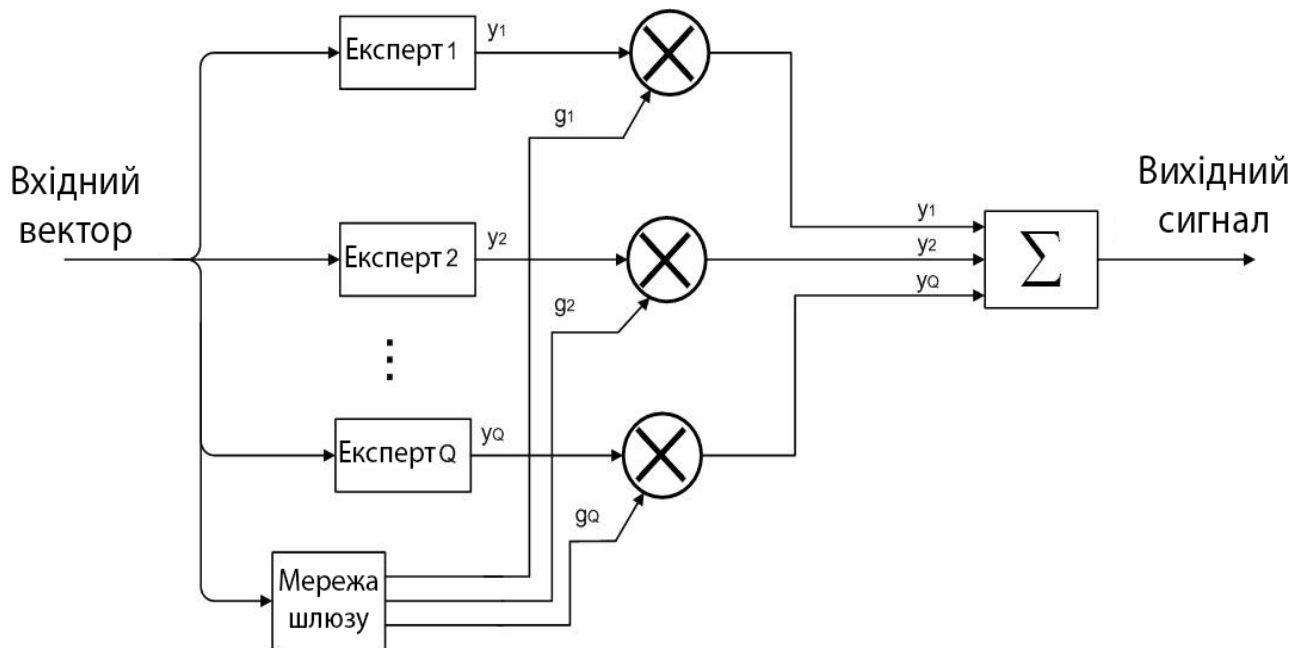 Експерт 1
y1
g1
Вхідний
вектор
Експерт 2
y2
g2
Експерт Q
yQ
gQ
Мережа
шлюзу
y1
y2
yQ
Σ
Вихідний
сигнал